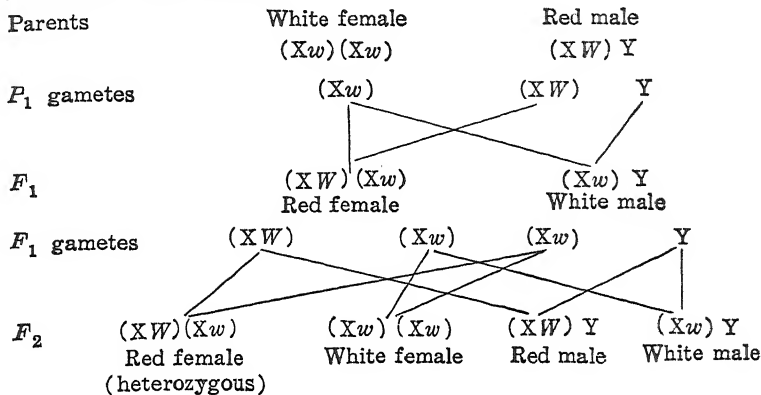 Parents White female Red male
(Xw)(Xw) (XW) Y
P₁ gametes (Xw) (XW) Y
F₁ (XW)(Xw) (Xw) Y
Red female White male
F₁ gametes (XW) (Xw) (Xw) Y
F₂ (XW)(Xw) (Xw) (Xw) (XW) Y (Xw) Y
Red female White female Red male White male
(heterozygous)